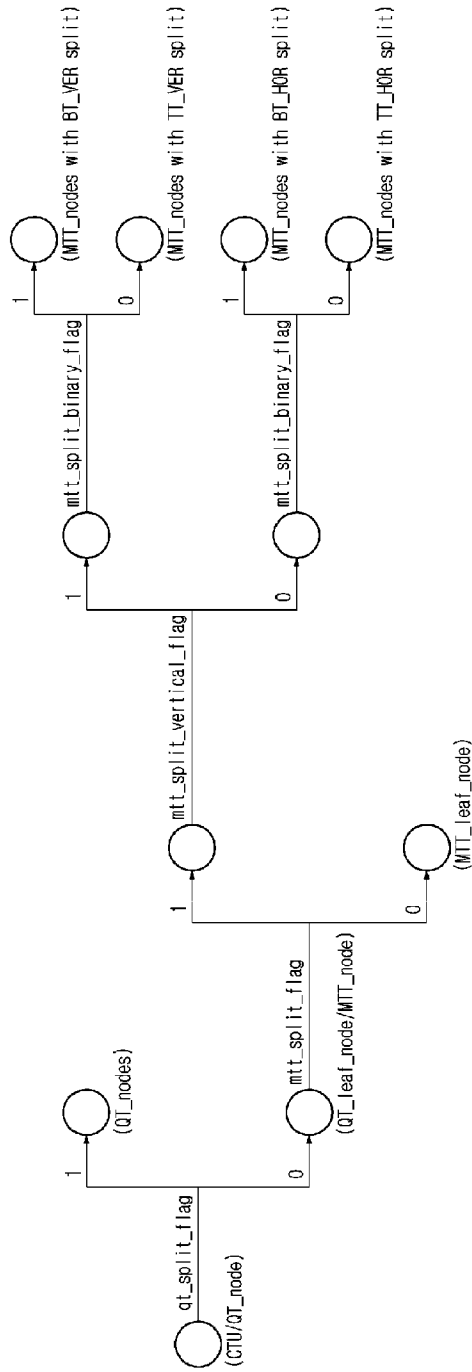 (CTU/QT_node)
qt_split_flag
1
(QT_nodes)
0
(QT_leaf_node/MTT_node)
mtt_split_flag
1
0
(MTT_leaf_node)
mtt_split_vertical_flag
1
0
mtt_split_binary_flag
1
(MTT_nodes with BT_VER split)
0
(MTT_nodes with TT_VER split)
mtt_split_binary_flag
1
(MTT_nodes with BT_HOR split)
0
(MTT_nodes with TT_HOR split)